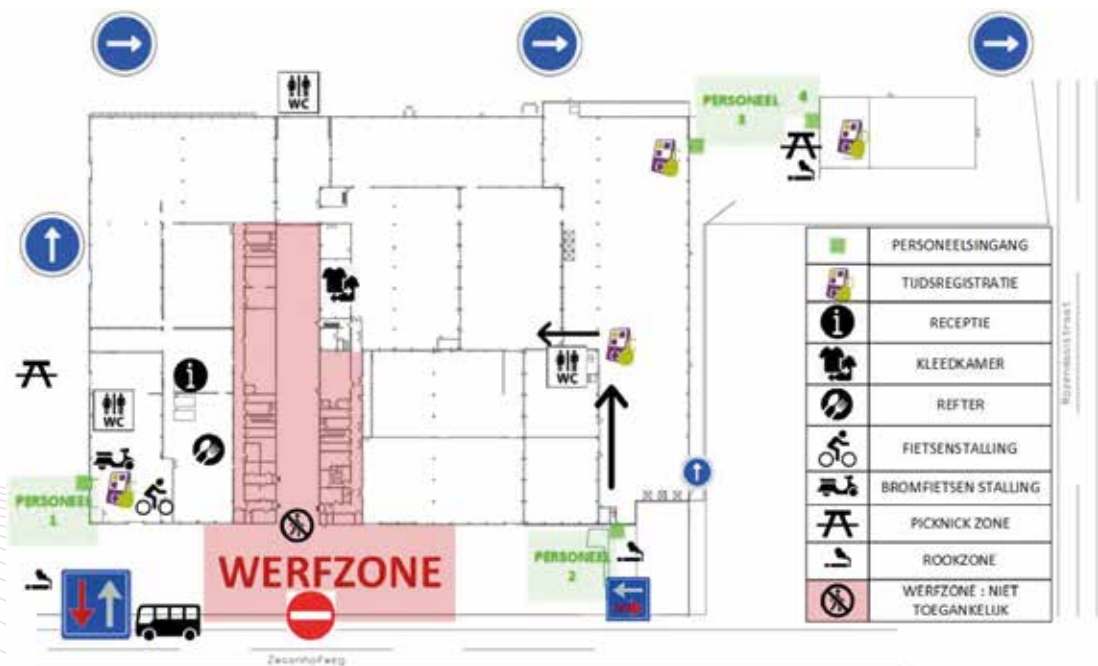 WC
PERSONEEL
3
4
PERSONEELSINGANG
TIJDSREGISTRATIE
RECEPTIE
KLEEDKAMER
REFTER
FIETSENSTALLING
BROMFIETSEN STALLING
PICKNICK ZONE
ROOKZONE
WERFZONE : NIET
TOEGANKELIJK
WC
WC
PERSONEEL
1
PERSONEEL
2
WERFZONE